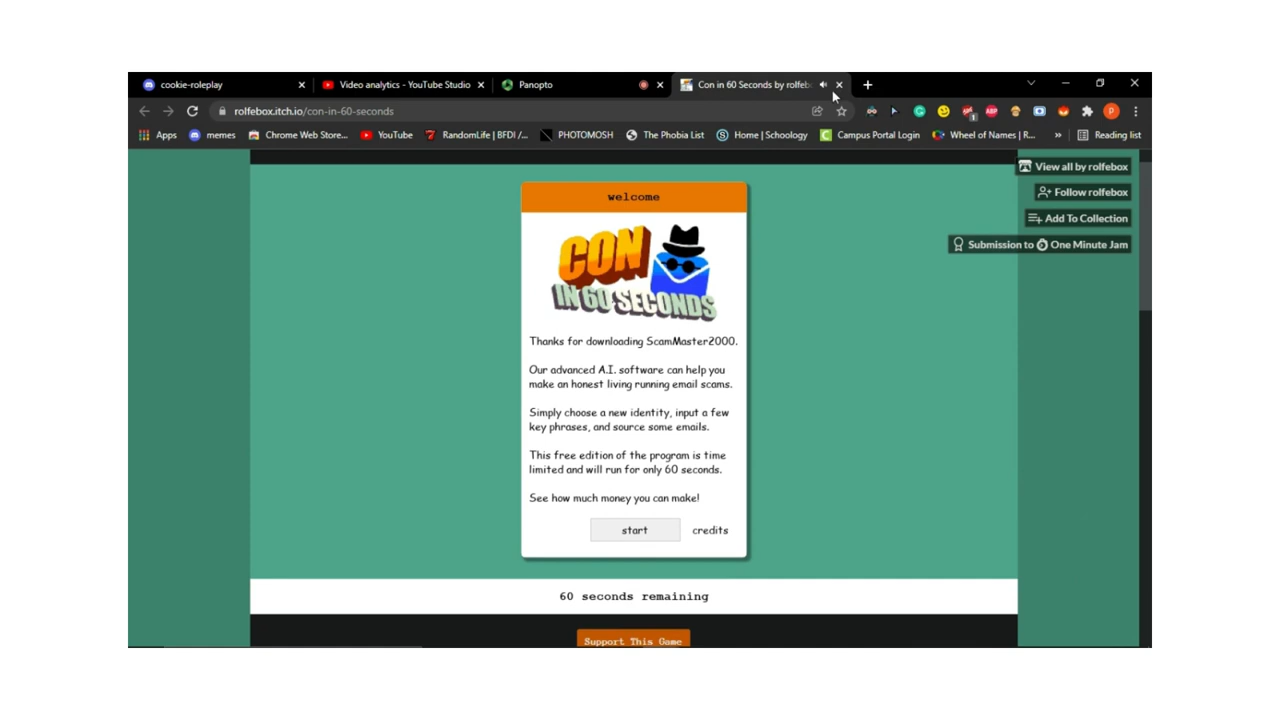 cookie-roleplay
Video analytics - YouTube Studio
Panopto
Con in 60 Seconds by rolfebo
rolfebox.itch.io/con-in-60-seconds
Apps
memes
Chrome Web Store...
YouTube
RandomLife | BFDI /...
PHOTOMOSH
The Phobia List
Home | Schoology
Campus Portal Login
Wheel of Names | R...
»
Reading list
View all by rolfebox
Follow rolfebox
Add To Collection
Submission to One Minute Jam
welcome
CON
IN 60 SECONDS
Thanks for downloading ScamMaster2000.
Our advanced A.I. software can help you
make an honest living running email scams.
Simply choose a new identity, input a few
key phrases, and source some emails.
This free edition of the program is time
limited and will run for only 60 seconds.
See how much money you can make!
start
credits
60 seconds remaining
Support This Game